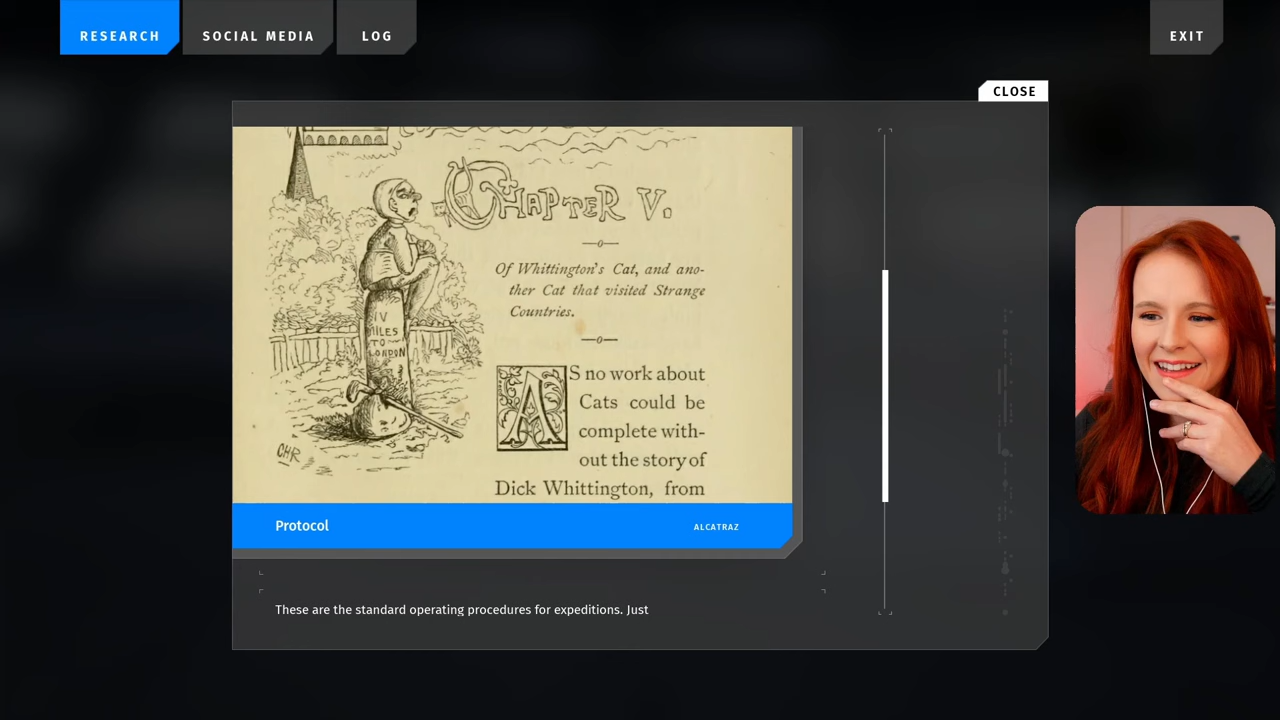 RESEARCH
SOCIAL MEDIA
LOG
EXIT
CLOSE
CHAPTER V.
Of Whittington's Cat, and ano-
ther Cat that visited Strange
Countries.
IV
MILES
TO
LONDON
AS no work about
Cats could be
complete with-
out the story of
Dick Whittington, from
CHR
Protocol
ALCATRAZ
These are the standard operating procedures for expeditions. Just